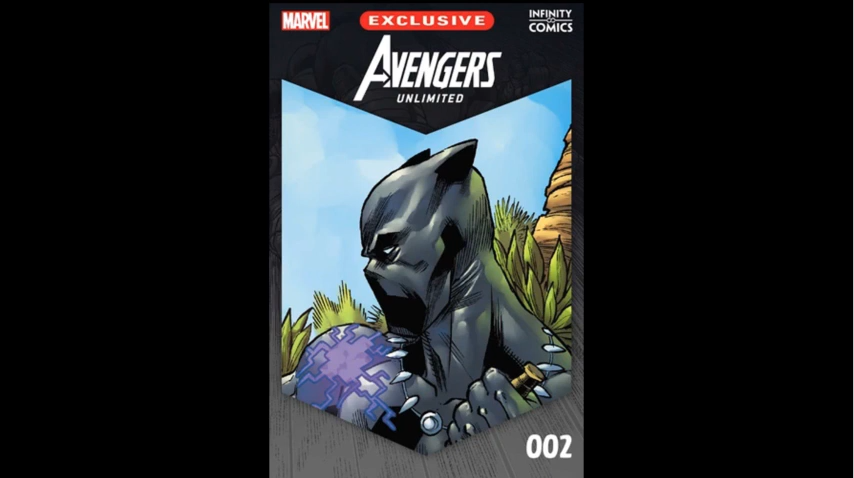 MARVEL
EXCLUSIVE
INFINITY
COMICS
AVENGERS
UNLIMITED
002